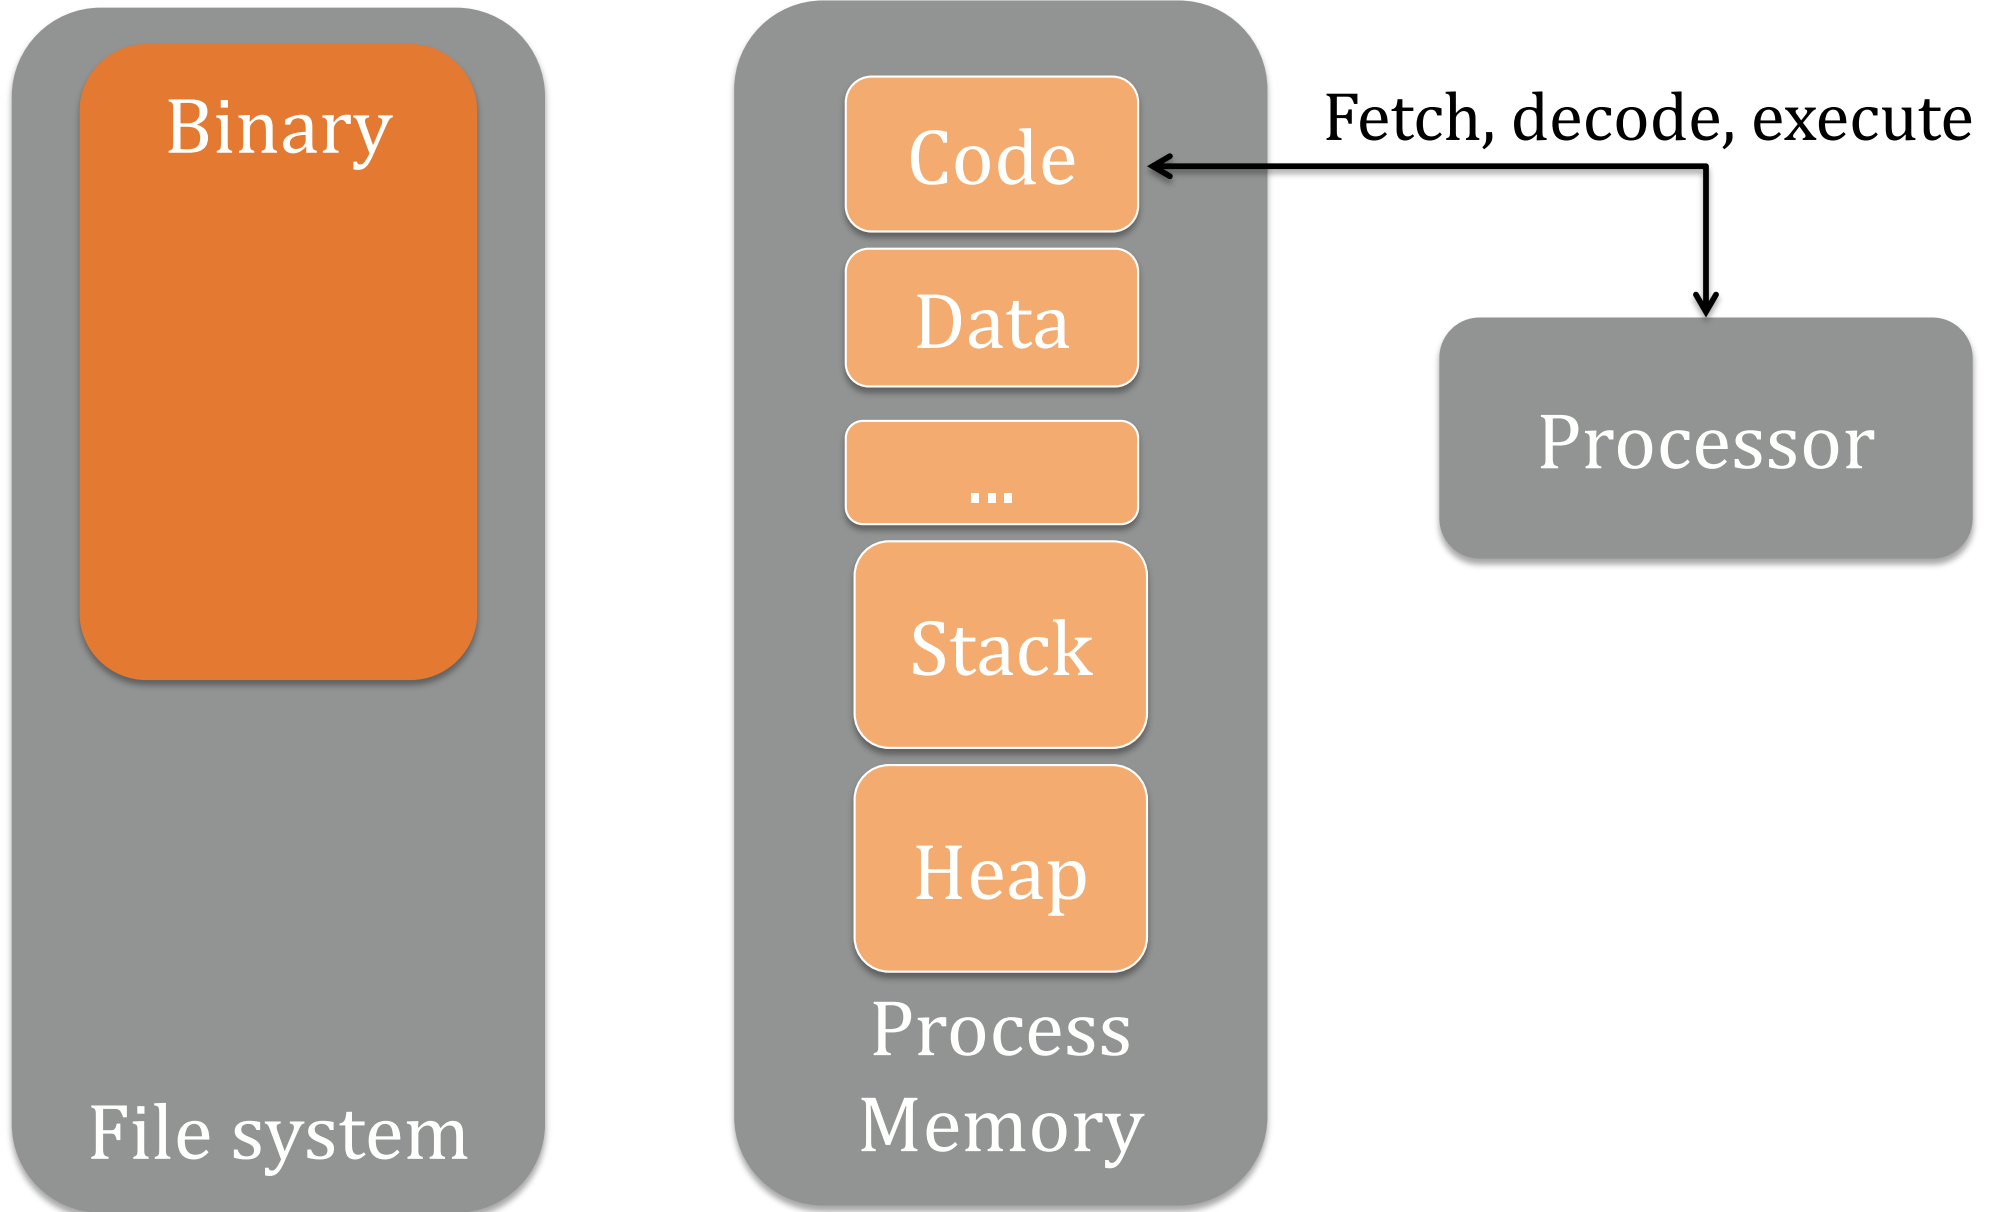 Binary
File system
Code
Data
...
Stack
Heap
Process
Memory
Fetch, decode, execute
Processor